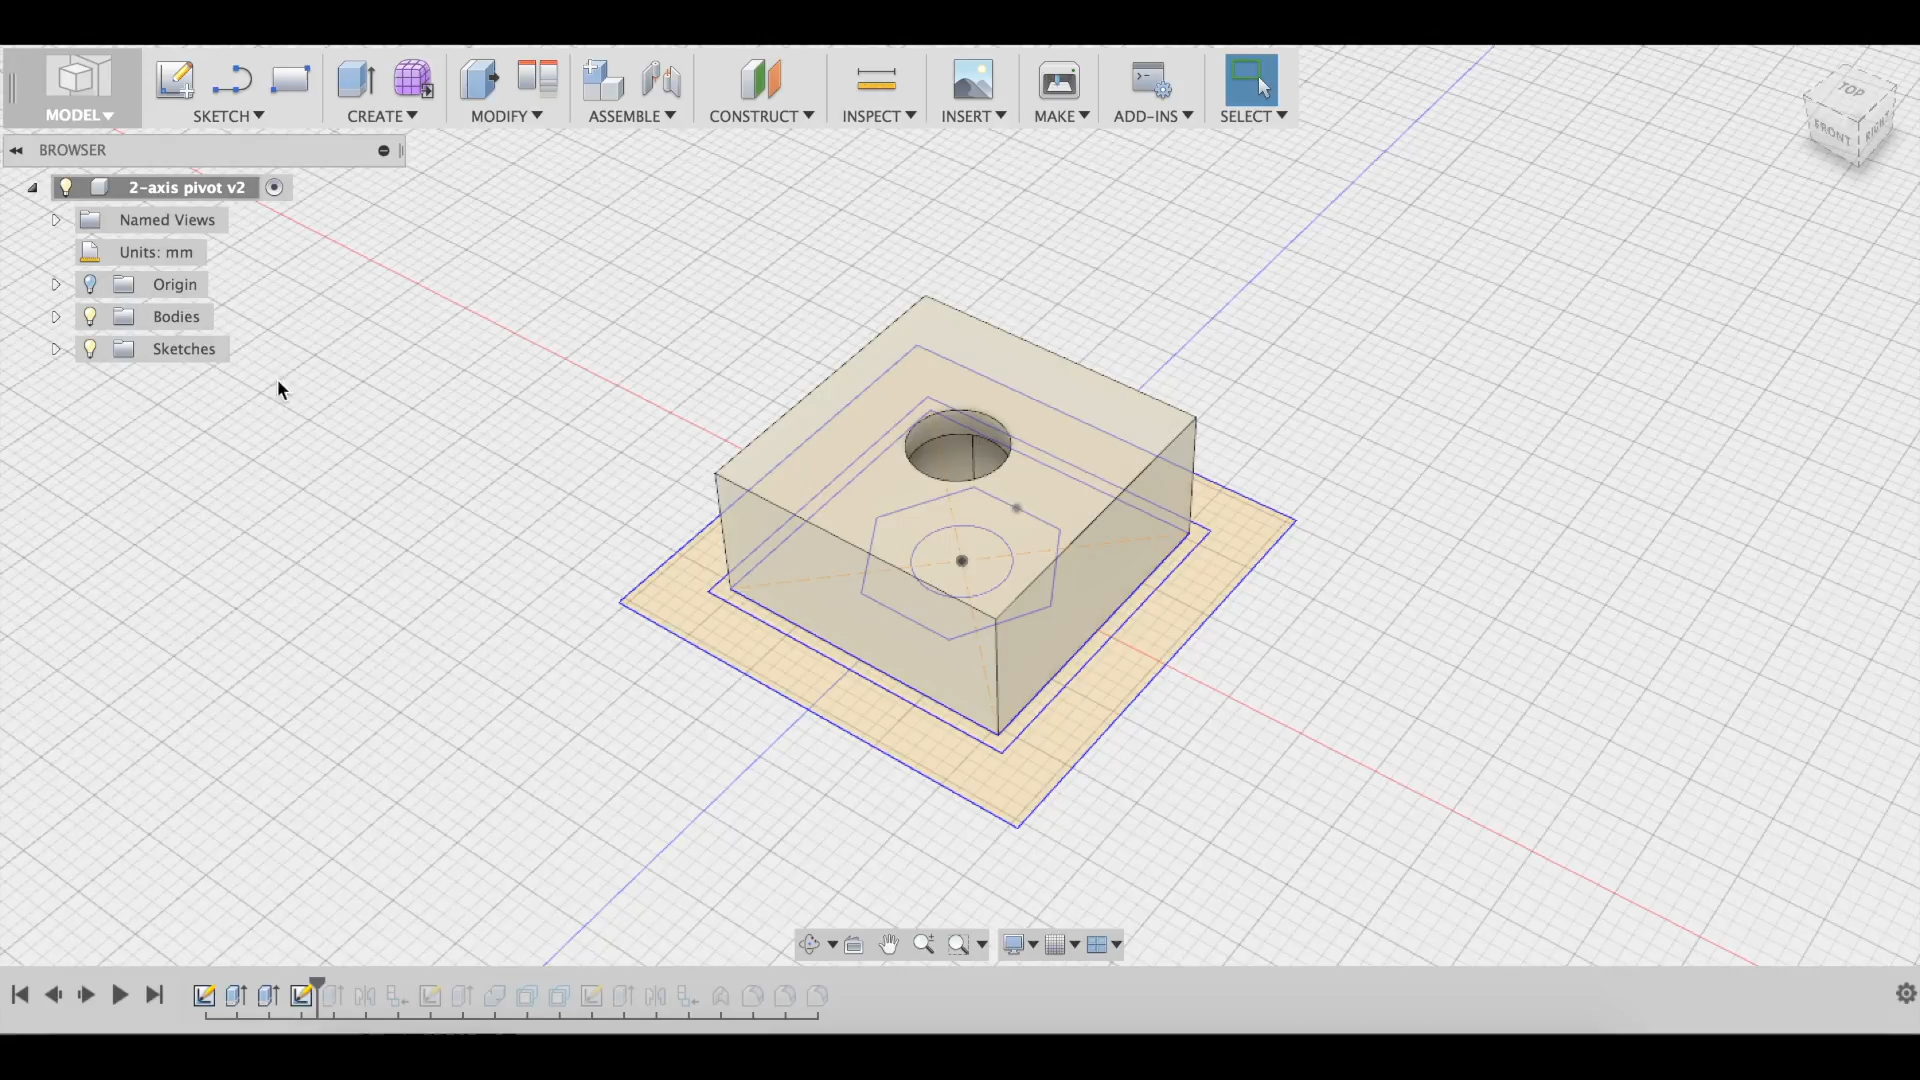 MODEL
SKETCH
CREATE
MODIFY
ASSEMBLE
CONSTRUCT
INSPECT
INSERT
MAKE
ADD-INS
SELECT
TOP
FRONT
RIGHT
BROWSER
2-axis pivot v2
Named Views
Units: mm
Origin
Bodies
Sketches